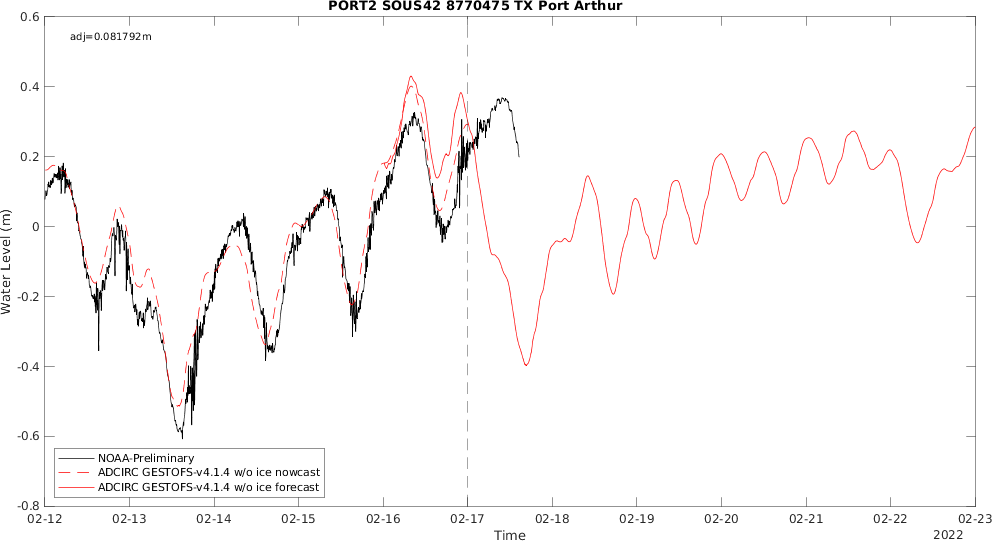 PORT2 SOUS42 8770475 TX Port Arthur
adj=0.081792m
0.6
0.4
0.2
0
-0.2
-0.4
-0.6
-0.8
Water Level (m)
NOAA-Preliminary
ADCIRC GESTOFS-v4.1.4 w/o ice nowcast
ADCIRC GESTOFS-v4.1.4 w/o ice forecast
02-12 02-13 02-14 02-15 02-16 02-17 02-18 02-19 02-20 02-21 02-22 02-23
Time
2022